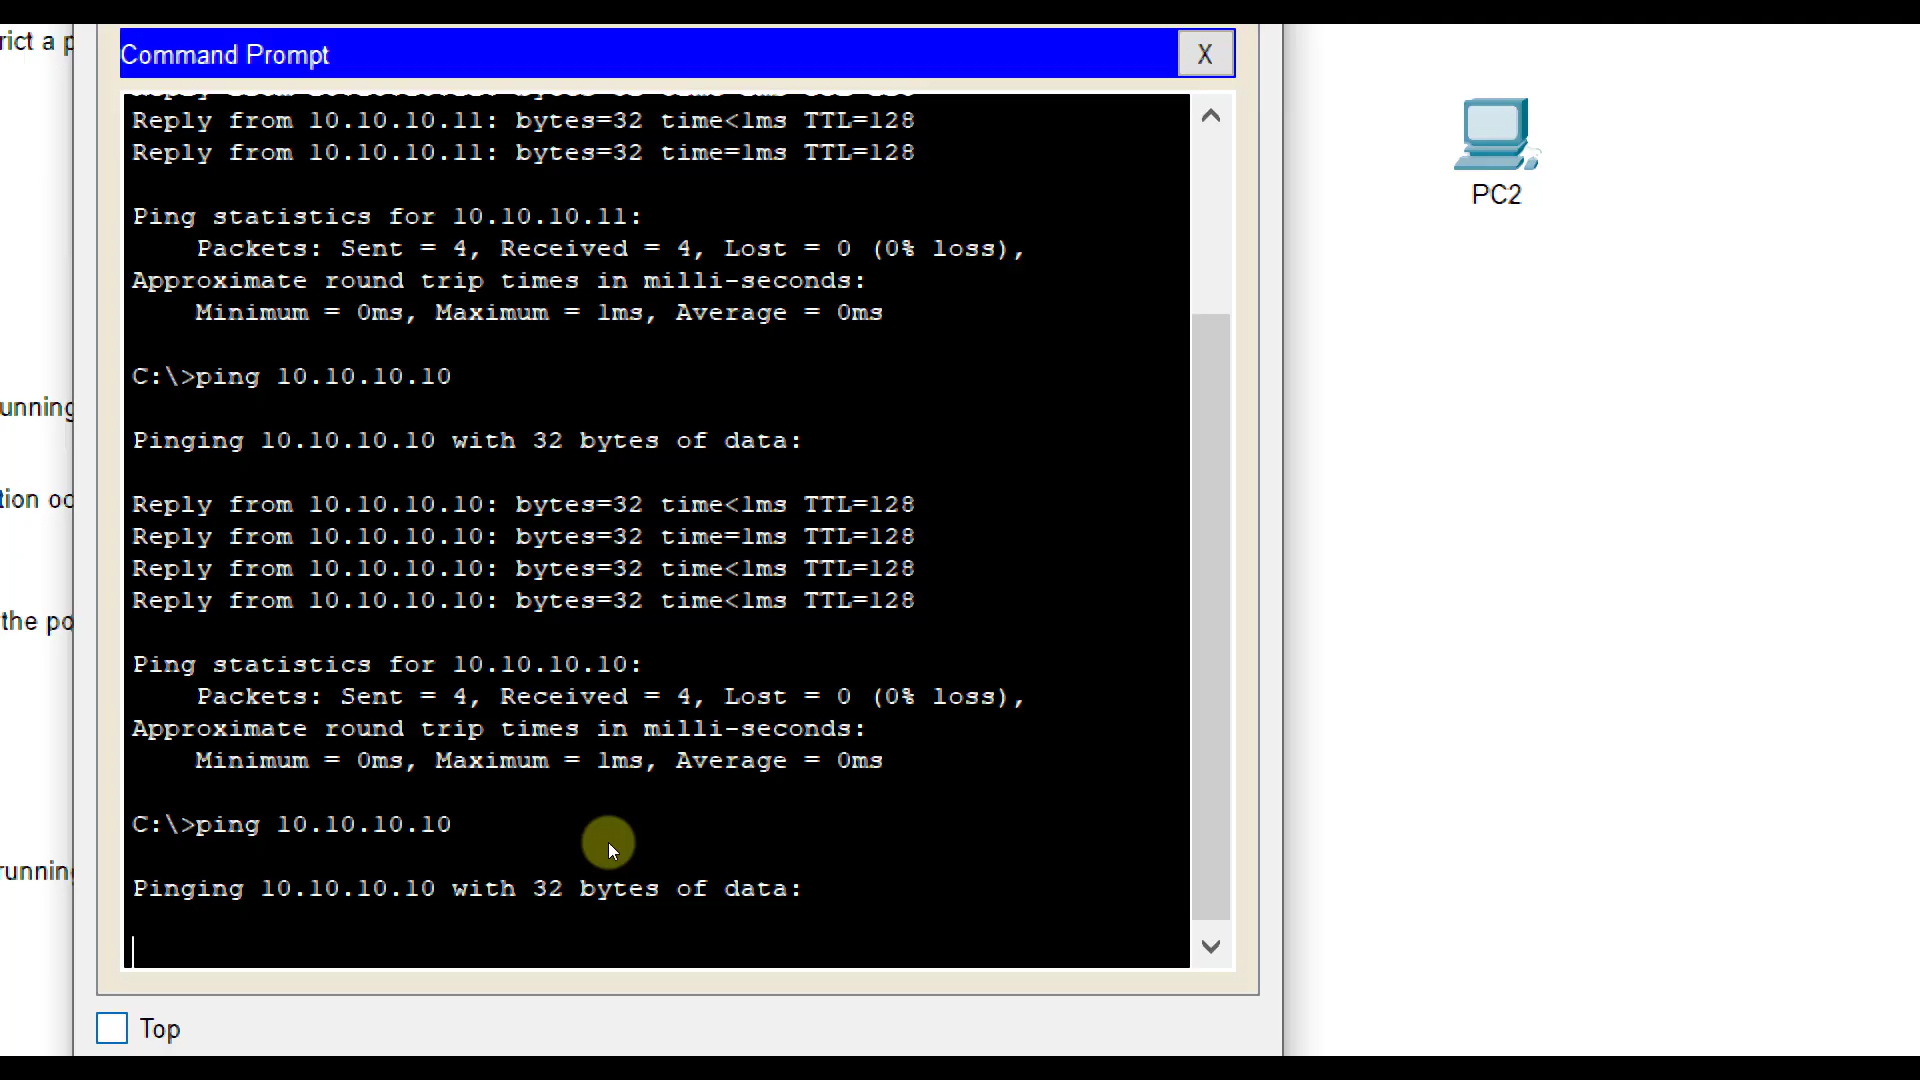 rict a p
Command Prompt
X
Reply from 10.10.10.11: bytes=32 time<1ms TTL=128
Reply from 10.10.10.11: bytes=32 time=1ms TTL=128
PC2
Ping statistics for 10.10.10.11:
Packets: Sent = 4, Received = 4, Lost = 0 (0% loss),
Approximate round trip times in milli-seconds:
Minimum = 0ms, Maximum = 1ms, Average = 0ms
C:\>ping 10.10.10.10
unning
Pinging 10.10.10.10 with 32 bytes of data:
tion oc
Reply from 10.10.10.10: bytes=32 time<1ms TTL=128
Reply from 10.10.10.10: bytes=32 time=1ms TTL=128
Reply from 10.10.10.10: bytes=32 time<1ms TTL=128
Reply from 10.10.10.10: bytes=32 time<1ms TTL=128
the po
Ping statistics for 10.10.10.10:
Packets: Sent = 4, Received = 4, Lost = 0 (0% loss),
Approximate round trip times in milli-seconds:
Minimum = 0ms, Maximum = 1ms, Average = 0ms
C:\>ping 10.10.10.10
running
Pinging 10.10.10.10 with 32 bytes of data:
Top